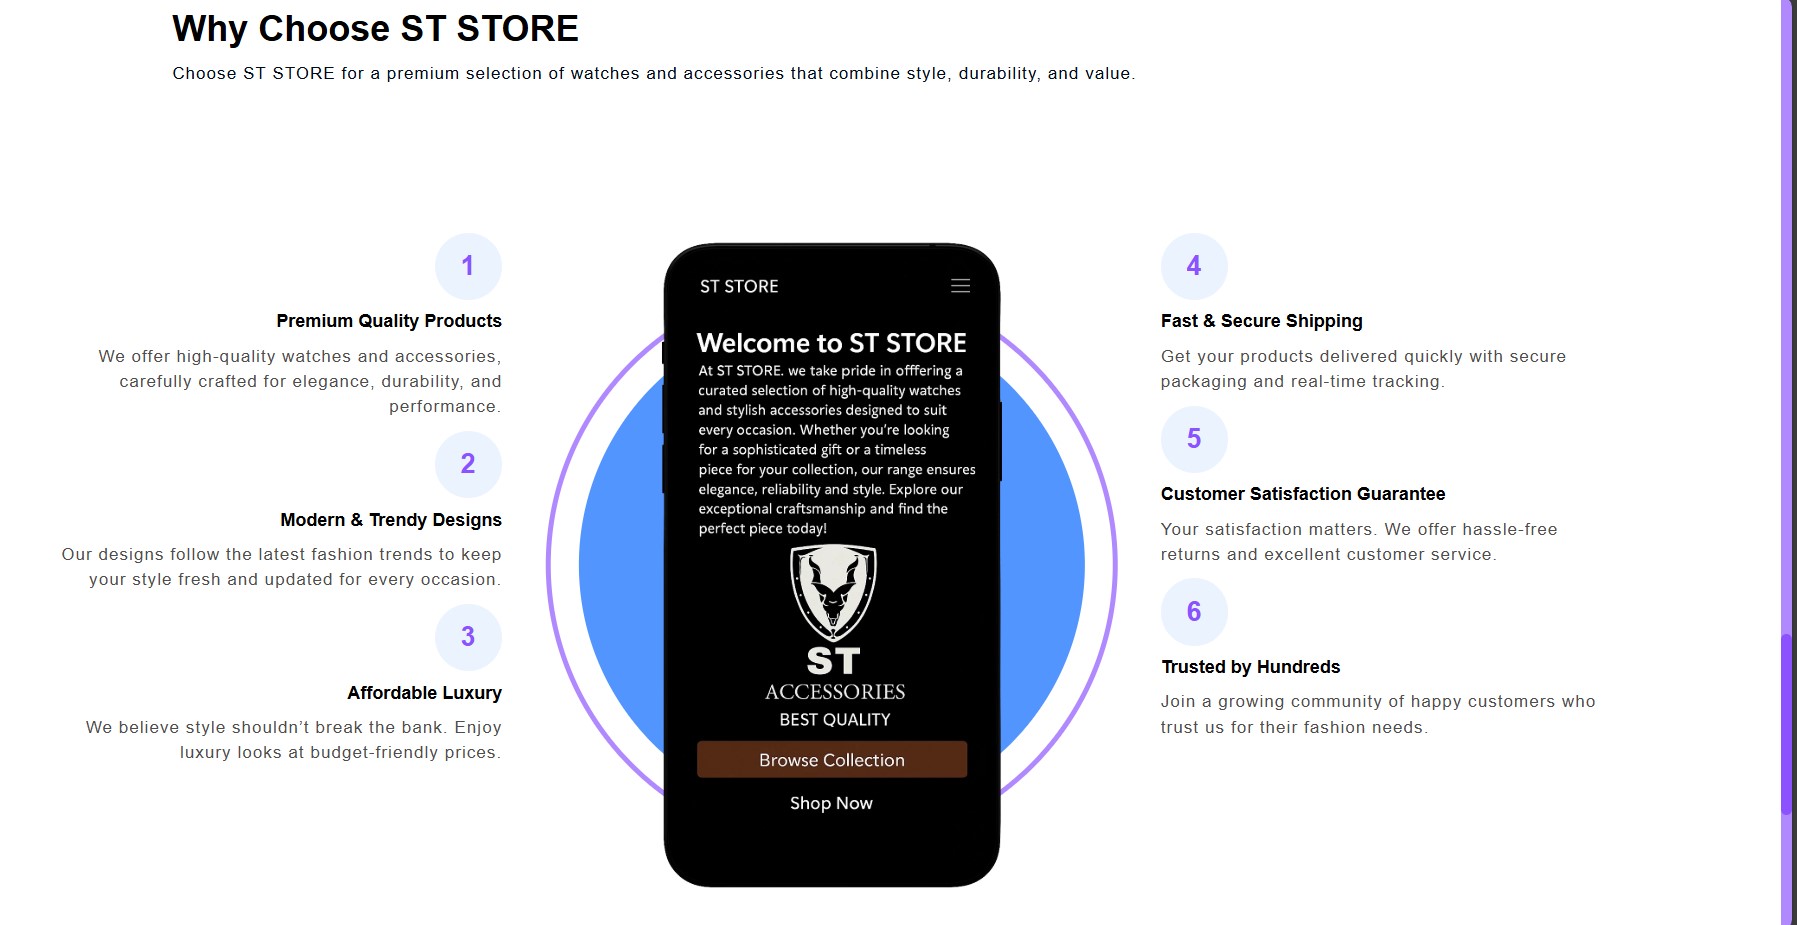 Why Choose ST STORE
Choose ST STORE for a premium selection of watches and accessories that combine style, durability, and value.
1
Premium Quality Products
We offer high-quality watches and accessories,
carefully crafted for elegance, durability, and
performance.
2
Modern & Trendy Designs
Our designs follow the latest fashion trends to keep
your style fresh and updated for every occasion.
3
Affordable Luxury
We believe style shouldn’t break the bank. Enjoy
luxury looks at budget-friendly prices.
ST STORE
Welcome to ST STORE
At ST STORE. we take pride in offfering a
curated selection of high-quality watches
and stylish accessories designed to suit
every occasion. Whether you’re looking
for a sophisticated gift or a timeless
piece for your collection, our range ensures
elegance, reliability and style. Explore our
exceptional craftsmanship and find the
perfect piece today!
ST
ACCESSORIES
BEST QUALITY
Browse Collection
Shop Now
4
Fast & Secure Shipping
Get your products delivered quickly with secure
packaging and real-time tracking.
5
Customer Satisfaction Guarantee
Your satisfaction matters. We offer hassle-free
returns and excellent customer service.
6
Trusted by Hundreds
Join a growing community of happy customers who
trust us for their fashion needs.